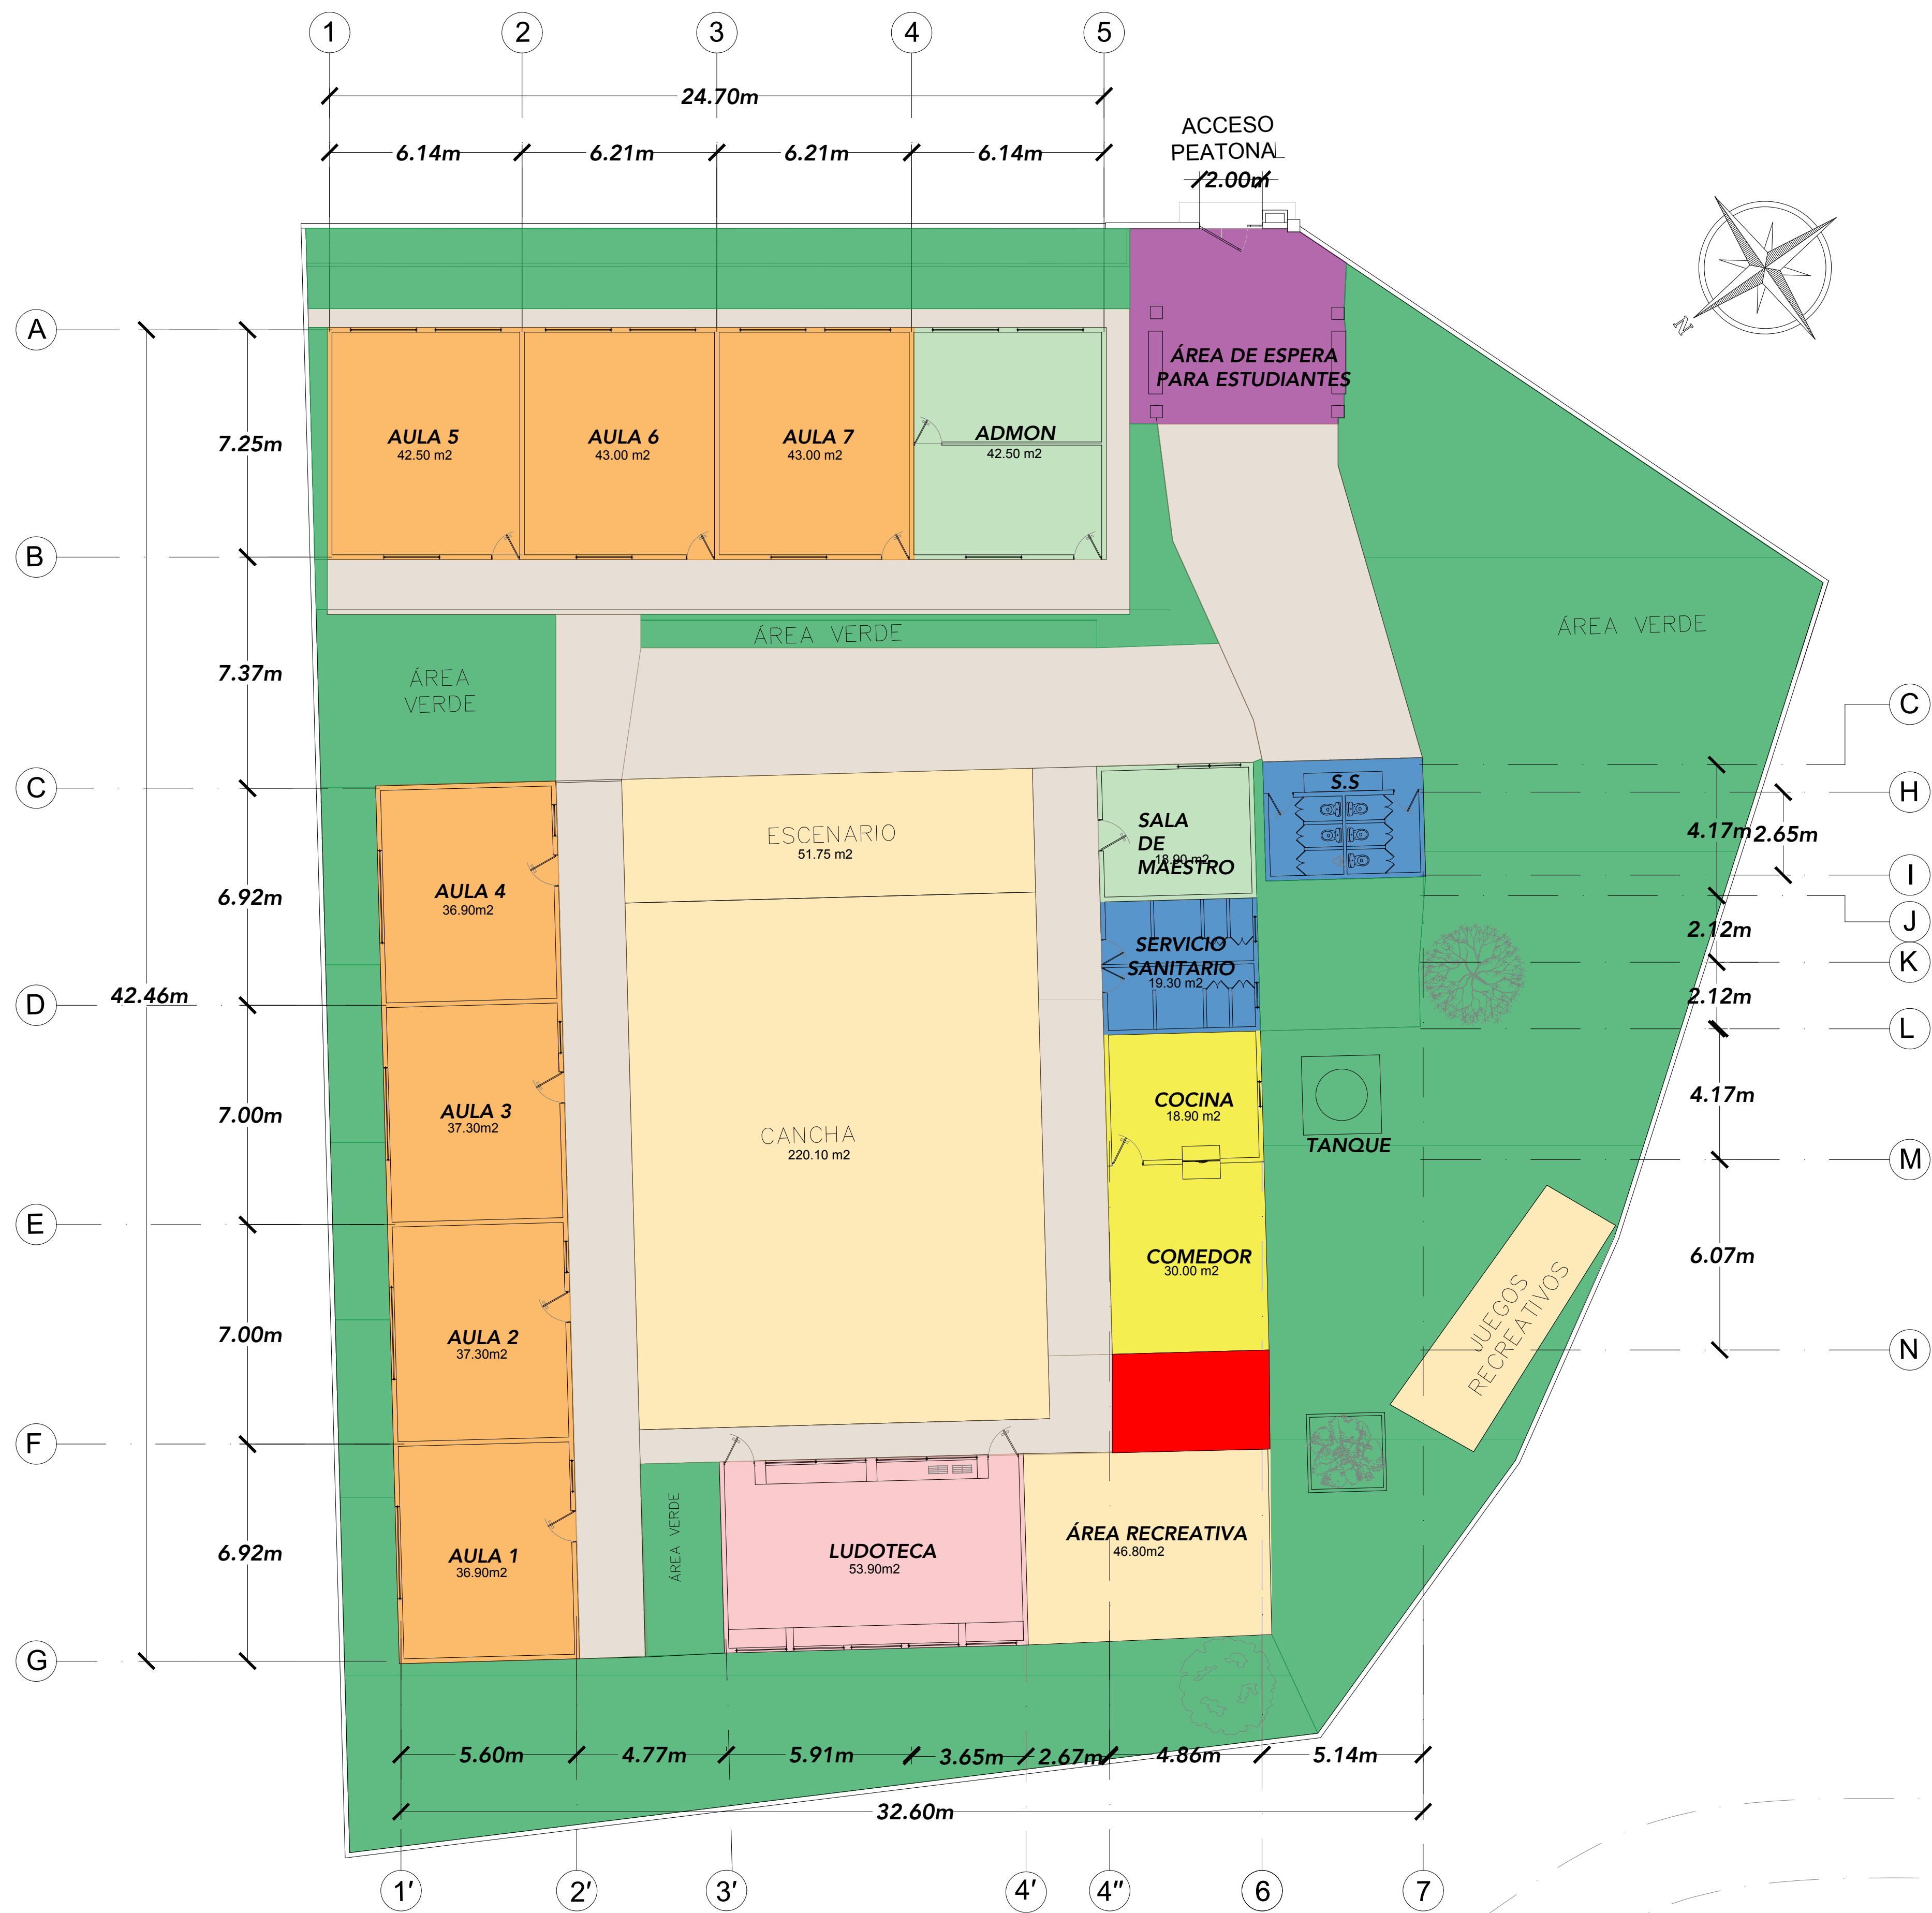 1 2 3 4 5
24.70m
6.14m 6.21m 6.21m 6.14m
ACCESO
PEATONAL
2.00m
N
A
B
C
D
E
F
G
7.25m
7.37m
6.92m
7.00m
7.00m
6.92m
42.46m
AULA 5
42.50 m2
AULA 6
43.00 m2
AULA 7
43.00 m2
ADMON
42.50 m2
ÁREA DE ESPERA
PARA ESTUDIANTES
ÁREA VERDE
ÁREA VERDE
ÁREA
VERDE
ESCENARIO
51.75 m2
SALA
DE
MAESTRO
18.90 m2
S.S
AULA 4
36.90m2
SERVICIO
SANITARIO
19.30 m2
AULA 3
37.30m2
CANCHA
220.10 m2
COCINA
18.90 m2
TANQUE
COMEDOR
30.00 m2
AULA 2
37.30m2
JUEGOS
RECREATIVOS
AULA 1
36.90m2
ÁREA VERDE
LUDOTECA
53.90m2
ÁREA RECREATIVA
46.80m2
C
H
I
J
K
L
M
N
4.17m 2.65m
2.12m
2.12m
4.17m
6.07m
5.60m 4.77m 5.91m 3.65m 2.67m 4.86m 5.14m
32.60m
1' 2' 3' 4' 4" 6 7